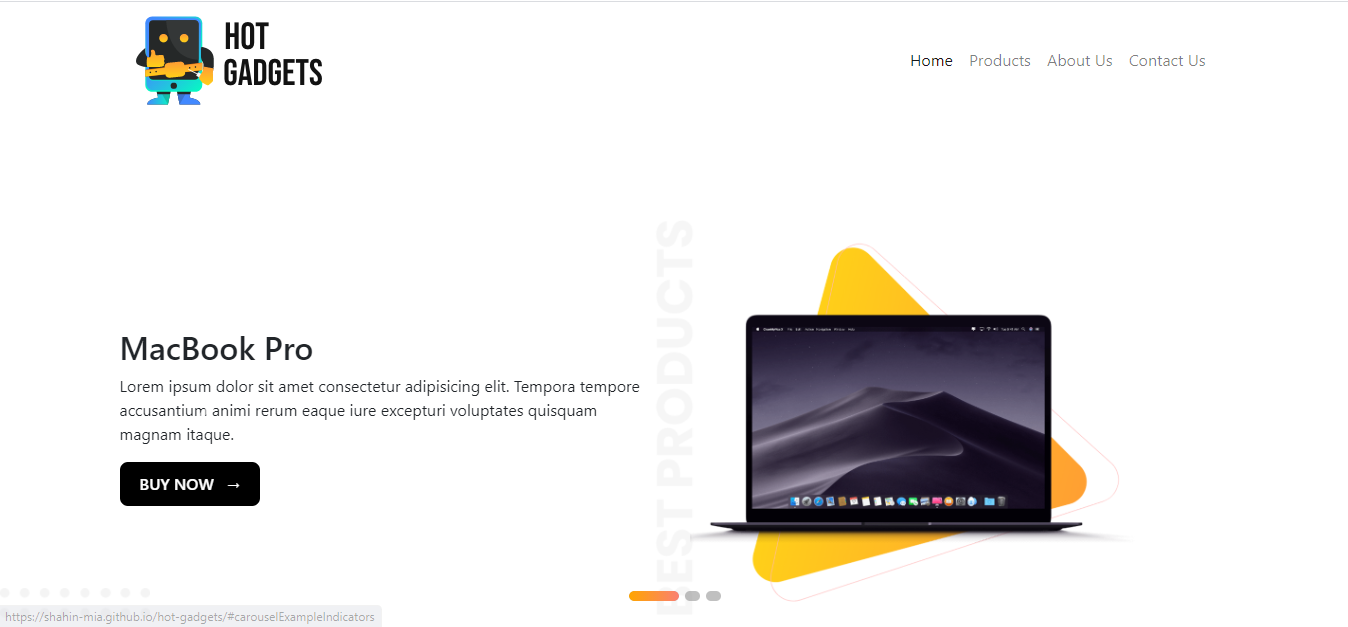 HOT
GADGETS
Home Products About Us Contact Us
BEST PRODUCTS
MacBook Pro
Lorem ipsum dolor sit amet consectetur adipisicing elit. Tempora tempore
accusantium animi rerum eaque iure excepturi voluptates quisquam
magnam itaque.
BUY NOW →
https://shahin-mia.github.io/hot-gadgets/#carouselExampleIndicators